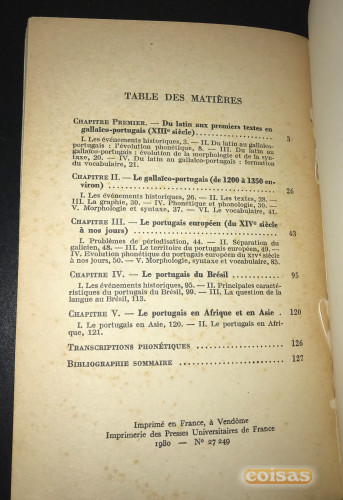 TABLE DES MATIÈRES
CHAPITRE PREMIER. — Du latin aux premiers textes en
gallaïco-portugais (XIIIe siècle) 3
I. Les événements historiques, 3. — II. Du latin au gallaïco-
portugais : l'évolution phonétique, 8. — III. Du latin au
gallaïco-portugais : évolution de la morphologie et de la syn-
taxe, 20. — IV. Du latin au gallaïco-portugais : formation
du vocabulaire, 21.
CHAPITRE II. — Le gallaïco-portugais (de 1200 à 1350 en-
viron) 26
I. Les événements historiques, 26. — II. Les textes, 28. —
III. La graphie, 30. — IV. Phonétique et phonologie, 30. —
V. Morphologie et syntaxe, 37. — VI. Le vocabulaire, 41.
CHAPITRE III. — Le portugais européen (du XIVe siècle
à nos jours) 43
I. Problèmes de périodisation, 44. — II. Séparation du
galicien, 48. — III. Le territoire du portugais européen, 49. —
IV. Evolution phonétique du portugais européen du XIVe siècle
à nos jours, 50. — V. Morphologie, syntaxe et vocabulaire, 83.
CHAPITRE IV. — Le portugais du Brésil 95
I. Les événements historiques, 95. — II. Principales carac-
téristiques du portugais du Brésil, 99. — III. La question de la
langue au Brésil, 113.
CHAPITRE V. — Le portugais en Afrique et en Asie . 120
I. Le portugais en Asie, 120. — II. Le portugais en Afri-
que, 121.
TRANSCRIPTIONS PHONÉTIQUES 126
BIBLIOGRAPHIE SOMMAIRE 127
Imprimé en France, à Vendôme
Imprimerie des Presses Universitaires de France
1980 — No 27 249
coisas